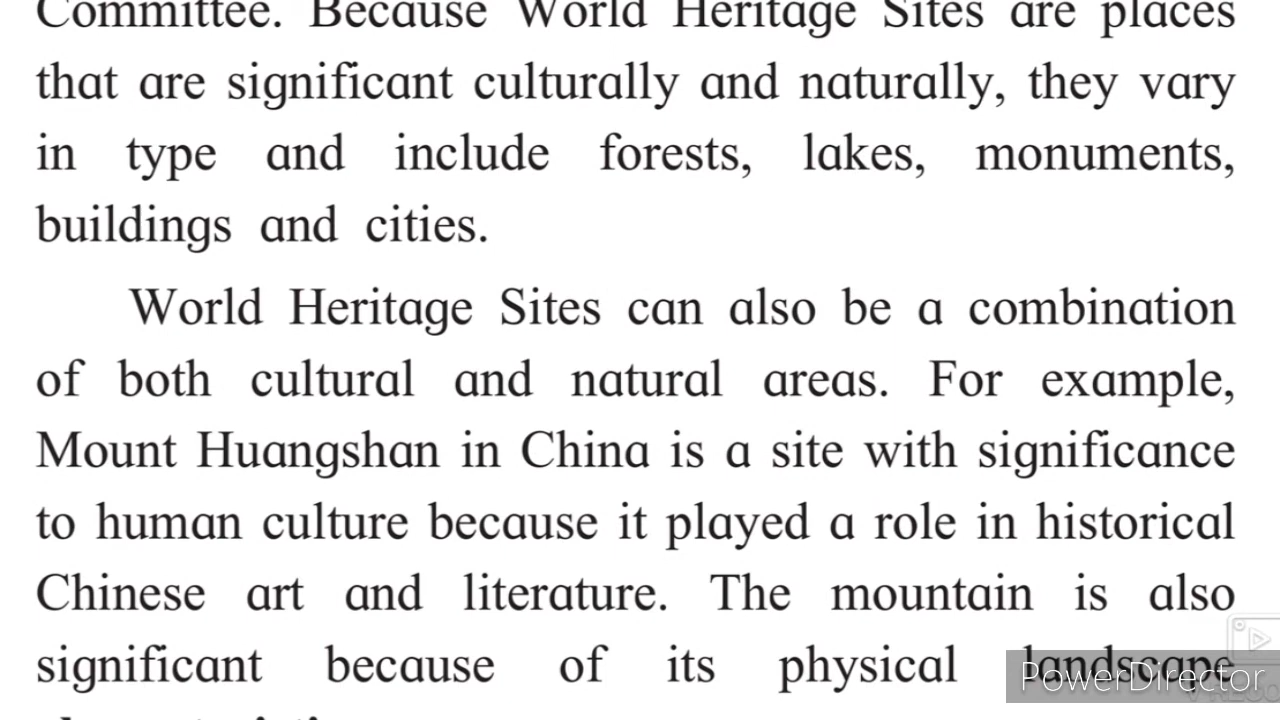 Committee. Because World Heritage Sites are places
that are significant culturally and naturally, they vary
in type and include forests, lakes, monuments,
buildings and cities.
World Heritage Sites can also be a combination
of both cultural and natural areas. For example,
Mount Huangshan in China is a site with significance
to human culture because it played a role in historical
Chinese art and literature. The mountain is also
significant because of its physical landscape
PowerDirector